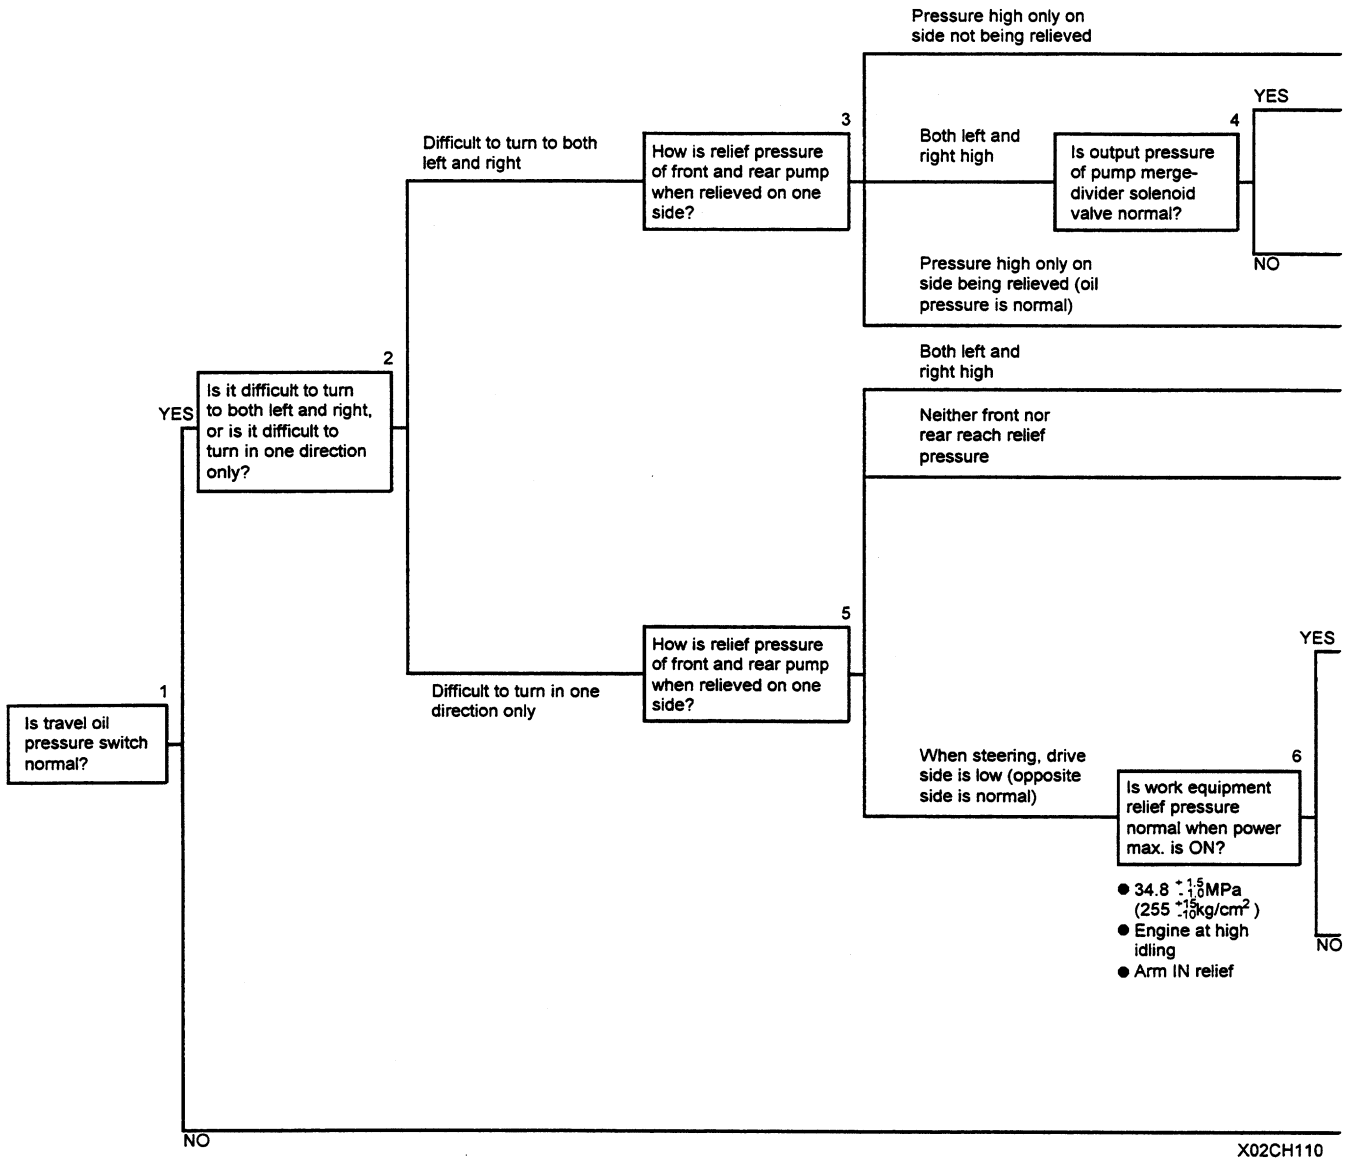 Pressure high only on
side not being relieved
YES
3
4
Difficult to turn to both
left and right
How is relief pressure
of front and rear pump
when relieved on one
side?
Both left and
right high
Is output pressure
of pump merge-
divider solenoid
valve normal?
NO
Pressure high only on
side being relieved (oil
pressure is normal)
2
Both left and
right high
YES
Is it difficult to turn
to both left and right,
or is it difficult to
turn in one direction
only?
Neither front nor
rear reach relief
pressure
5
YES
How is relief pressure
of front and rear pump
when relieved on one
side?
Difficult to turn in one
direction only
1
Is travel oil
pressure switch
normal?
When steering, drive
side is low (opposite
side is normal)
6
Is work equipment
relief pressure
normal when power
max. is ON?
● 34.8 +1.5 -1.0 MPa
(255 +15 -10 kg/cm²)
● Engine at high
idling
● Arm IN relief
NO
NO
X02CH110